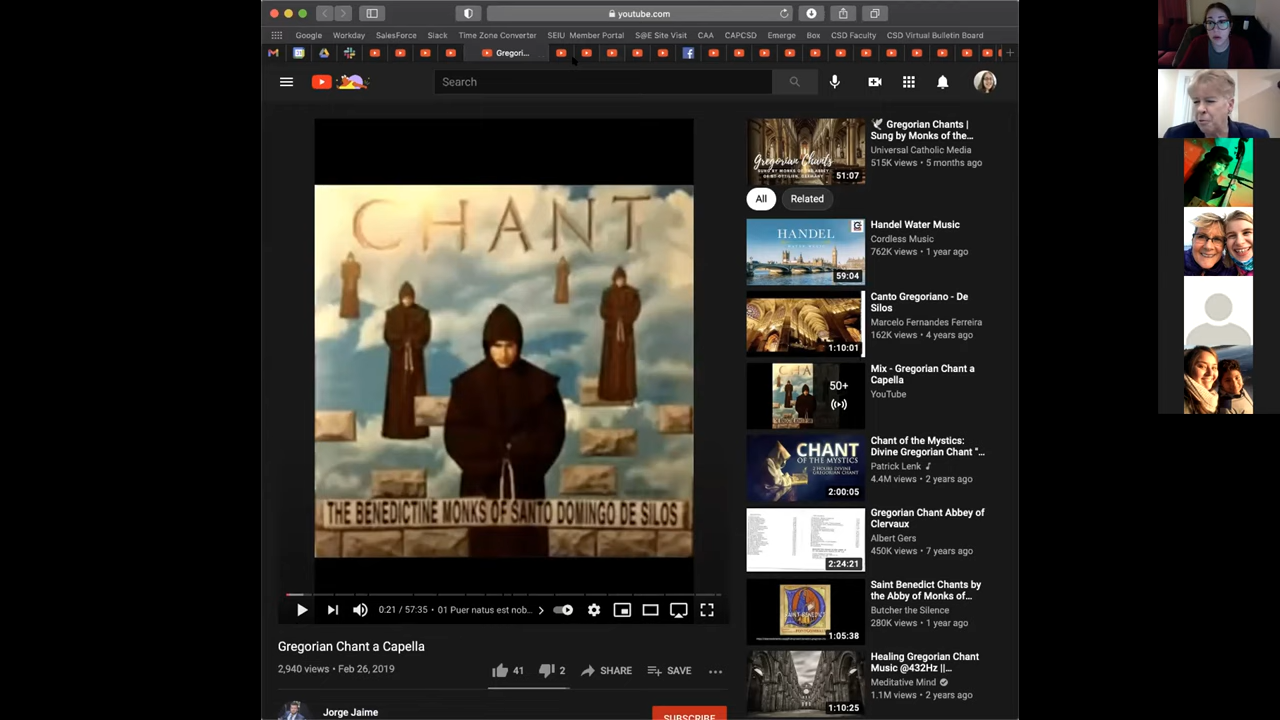 youtube.com
Google Workday SalesForce Slack Time Zone Converter SEIU Member Portal S@E Site Visit CAA CAPCSD Emerge Box CSD Faculty CSD Virtual Bulletin Board
Gregori...
Search
CHANT
THE BENEDICTINE MONKS OF SANTO DOMINGO DE SILOS
0:21 / 57:35 • 01 Puer natus est nob...
Gregorian Chant a Capella
2,940 views • Feb 26, 2019
41
2
SHARE
SAVE
Jorge Jaime
SUBSCRIBE
Gregorian Chants
51:07
Gregorian Chants |
Sung by Monks of the...
Universal Catholic Media
515K views • 5 months ago
All
Related
HANDEL
59:04
Handel Water Music
Cordless Music
762K views • 1 year ago
1:10:01
Canto Gregoriano - De
Silos
Marcelo Fernandes Ferreira
162K views • 4 years ago
50+
Mix - Gregorian Chant a
Capella
YouTube
CHANT
OF THE MYSTICS
2:00:05
Chant of the Mystics:
Divine Gregorian Chant "...
Patrick Lenk
4.4M views • 2 years ago
2:24:21
Gregorian Chant Abbey of
Clervaux
Albert Gers
450K views • 7 years ago
1:05:38
Saint Benedict Chants by
the Abby of Monks of...
Butcher the Silence
280K views • 1 year ago
1:10:25
Healing Gregorian Chant
Music @432Hz ||...
Meditative Mind
1.1M views • 2 years ago